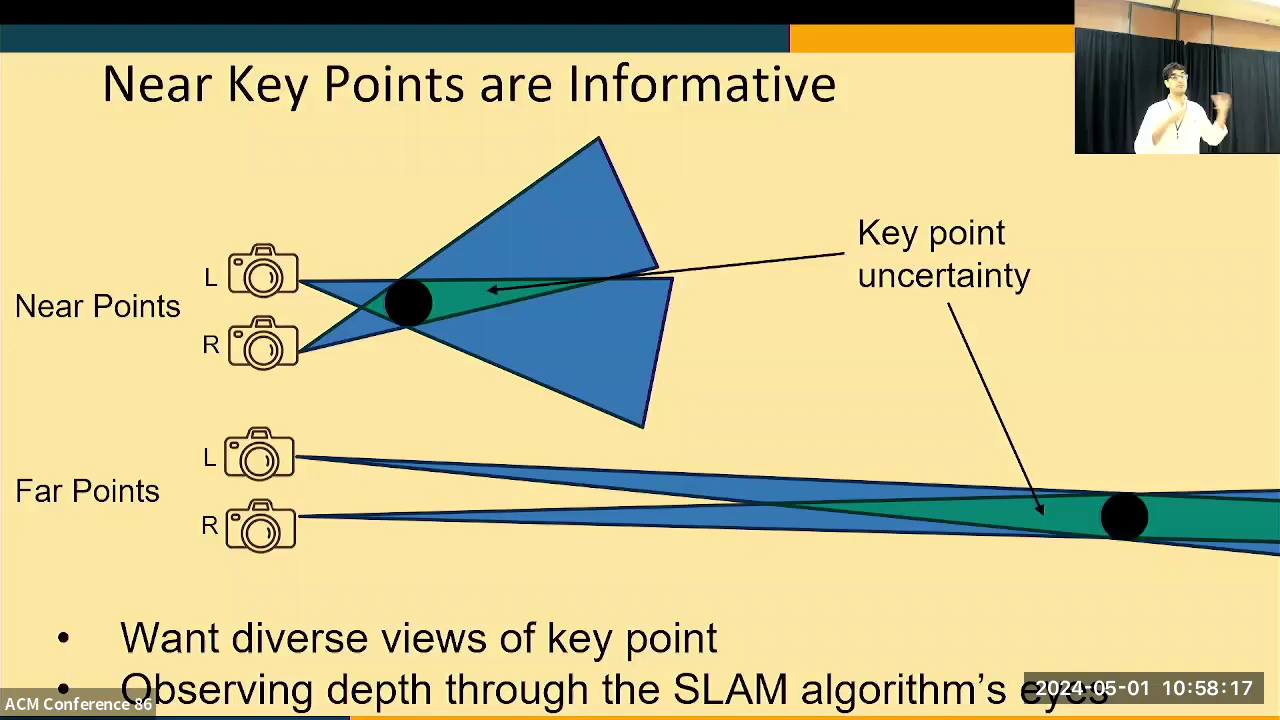 Near Key Points are Informative
Key point
uncertainty
L
Near Points
R
L
Far Points
R
• Want diverse views of key point
• Observing depth through the SLAM algorithm's eyes
ACM Conference 86
2024-05-01 10:58:17